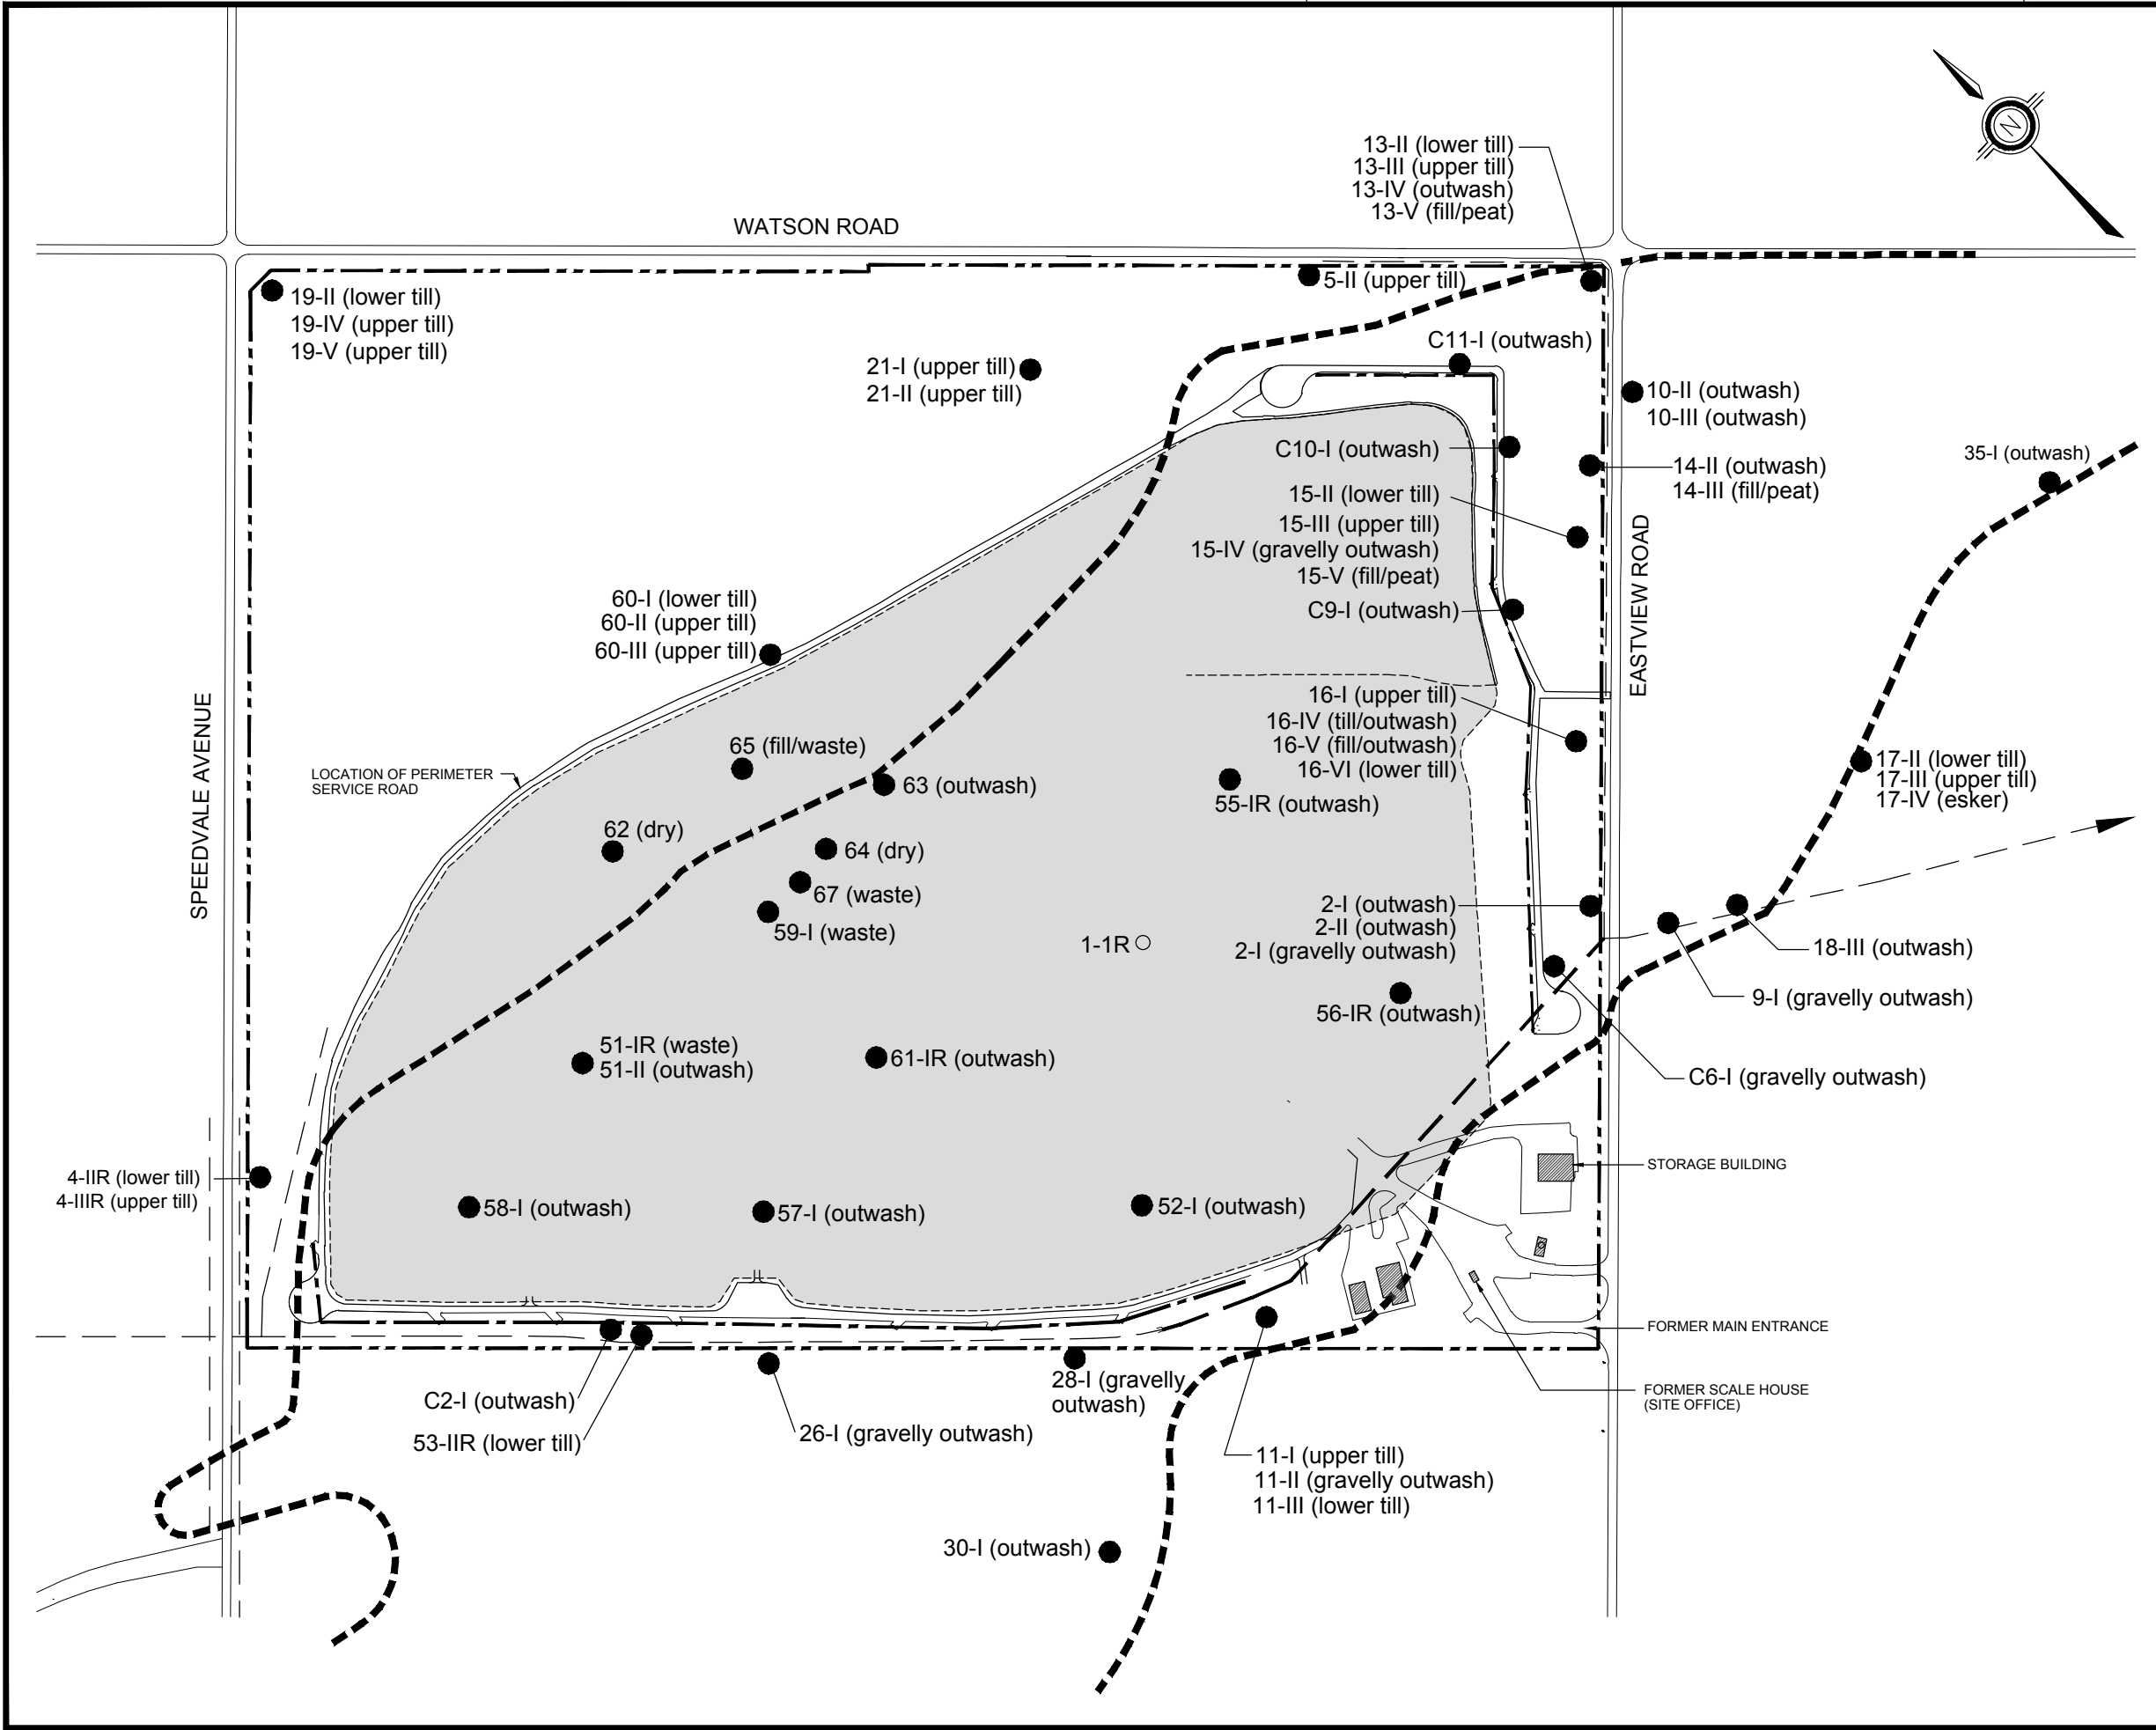 N
13-II (lower till)
13-III (upper till)
13-IV (outwash)
13-V (fill/peat)
WATSON ROAD
19-II (lower till)
19-IV (upper till)
19-V (upper till)
5-II (upper till)
C11-I (outwash)
21-I (upper till)
21-II (upper till)
10-II (outwash)
10-III (outwash)
C10-I (outwash)
14-II (outwash)
14-III (fill/peat)
35-I (outwash)
15-II (lower till)
15-III (upper till)
15-IV (gravelly outwash)
15-V (fill/peat)
C9-I (outwash)
EASTVIEW ROAD
60-I (lower till)
60-II (upper till)
60-III (upper till)
16-I (upper till)
16-IV (till/outwash)
16-V (fill/outwash)
16-VI (lower till)
SPEEDVALE AVENUE
LOCATION OF PERIMETER
SERVICE ROAD
65 (fill/waste)
63 (outwash)
55-IR (outwash)
17-II (lower till)
17-III (upper till)
17-IV (esker)
62 (dry)
64 (dry)
67 (waste)
59-I (waste)
1-1R
2-I (outwash)
2-II (outwash)
2-I (gravelly outwash)
18-III (outwash)
9-I (gravelly outwash)
56-IR (outwash)
51-IR (waste)
51-II (outwash)
61-IR (outwash)
C6-I (gravelly outwash)
4-IIR (lower till)
4-IIIR (upper till)
58-I (outwash)
57-I (outwash)
52-I (outwash)
STORAGE BUILDING
FORMER MAIN ENTRANCE
C2-I (outwash)
53-IIR (lower till)
26-I (gravelly outwash)
28-I (gravelly
outwash)
FORMER SCALE HOUSE
(SITE OFFICE)
11-I (upper till)
11-II (gravelly outwash)
11-III (lower till)
30-I (outwash)